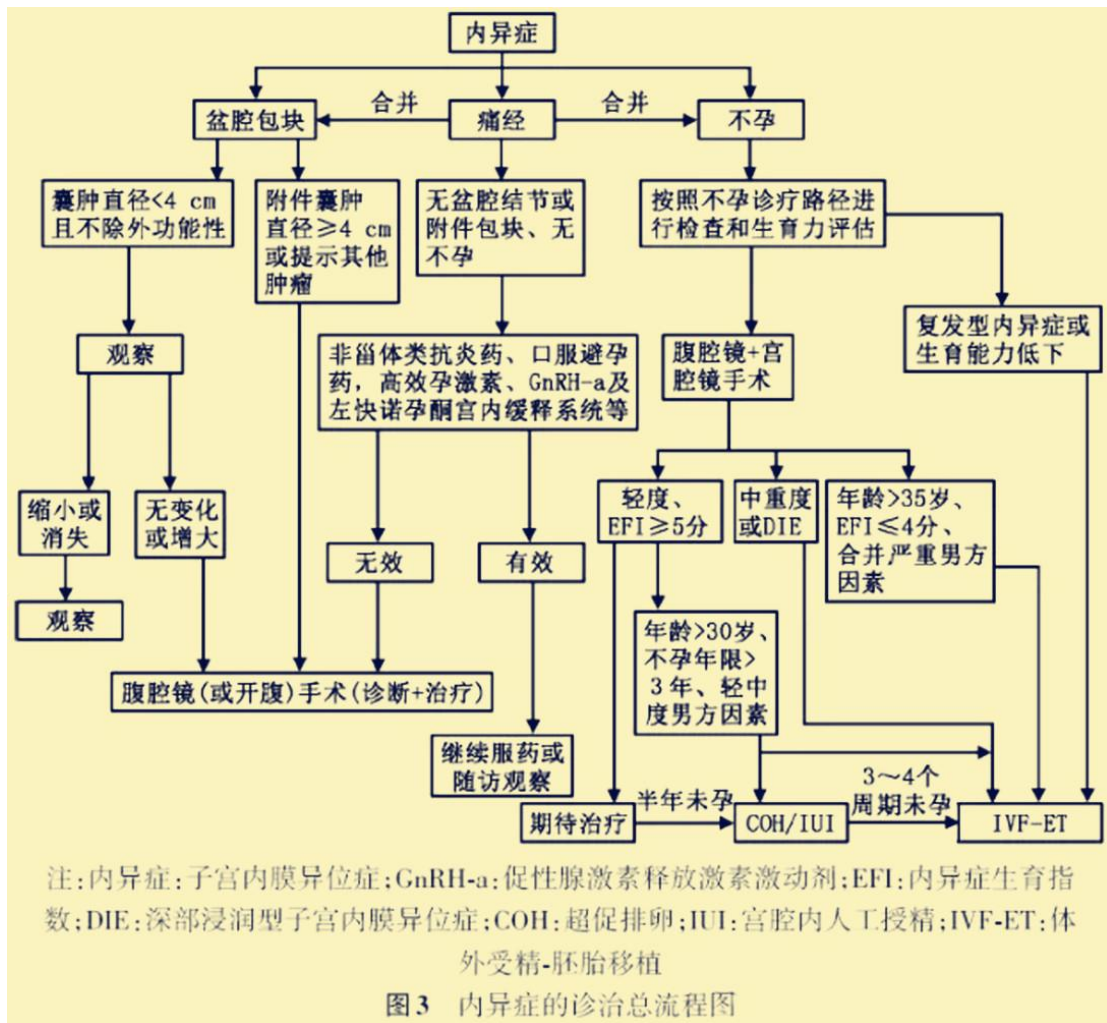 内异症
盆腔包块
合并
痛经
合并
不孕
囊肿直径<4 cm
且不除外功能性
附件囊肿
直径≥4 cm
或提示其他
肿瘤
无盆腔结节或
附件包块、无
不孕
按照不孕诊疗路径进
行检查和生育力评估
观察
非甾体类抗炎药、口服避孕
药，高效孕激素、GnRH-a及
左快诺孕酮宫内缓释系统等
腹腔镜+宫
腔镜手术
复发型内异症或
生育能力低下
缩小或
消失
无变化
或增大
无效
有效
轻度、
EFI≥5分
中重度
或DIE
年龄>35岁、
EFI≤4分、
合并严重男方
因素
观察
年龄>30岁、
不孕年限>
3年、轻中
度男方因素
腹腔镜(或开腹)手术(诊断+治疗)
继续服药或
随访观察
期待治疗
半年未孕
COH/IUI
3～4个
周期未孕
IVF-ET
注:内异症:子宫内膜异位症;GnRH-a:促性腺激素释放激素激动剂;EFI:内异症生育指
数;DIE:深部浸润型子宫内膜异位症;COH:超促排卵;IUI:宫腔内人工授精;IVF-ET:体
外受精-胚胎移植
图3 内异症的诊治总流程图